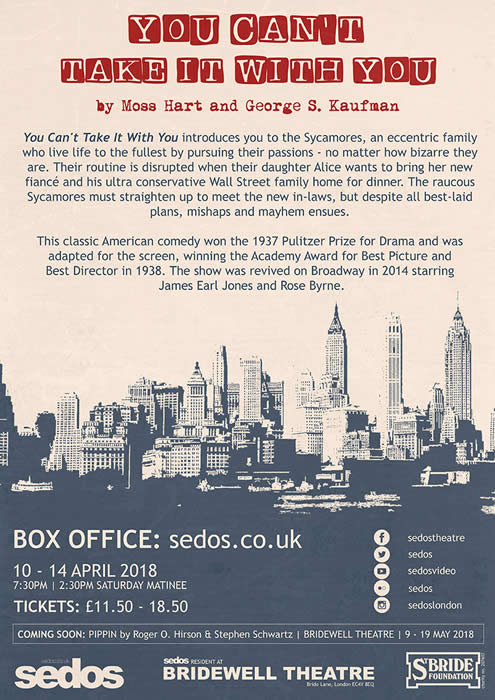 YOU CAN'T
TAKE IT WITH YOU
by Moss Hart and George S. Kaufman
You Can't Take It With You introduces you to the Sycamores, an eccentric family
who live life to the fullest by pursuing their passions - no matter how bizarre they
are. Their routine is disrupted when their daughter Alice wants to bring her new
fiancé and his ultra conservative Wall Street family home for dinner. The raucous
Sycamores must straighten up to meet the new in-laws, but despite all best-laid
plans, mishaps and mayhem ensues.
This classic American comedy won the 1937 Pulitzer Prize for Drama and was
adapted for the screen, winning the Academy Award for Best Picture and
Best Director in 1938. The show was revived on Broadway in 2014 starring
James Earl Jones and Rose Byrne.
BOX OFFICE: sedos.co.uk
10 - 14 APRIL 2018
7:30PM | 2:30PM SATURDAY MATINEE
TICKETS: £11.50 - 18.50
sedostheatre
sedos
sedosvideo
sedos
sedoslondon
COMING SOON: PIPPIN by Roger O. Hirson & Stephen Schwartz | BRIDEWELL THEATRE | 9 - 19 MAY 2018
sedos.co.uk
sedos
sedos RESIDENT AT
BRIDEWELL THEATRE
Bride Lane, London EC4Y 8EQ
ST BRIDE
FOUNDATION